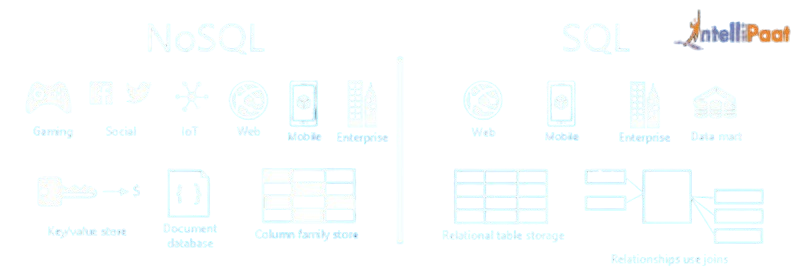 NoSQL
SQL
IntelliPaat
Gaming
Social
IoT
Web
Mobile
Enterprise
Web
Mobile
Enterprise
Data mart
Key/value store
Document
database
Column family store
Relational table storage
Relationships use joins